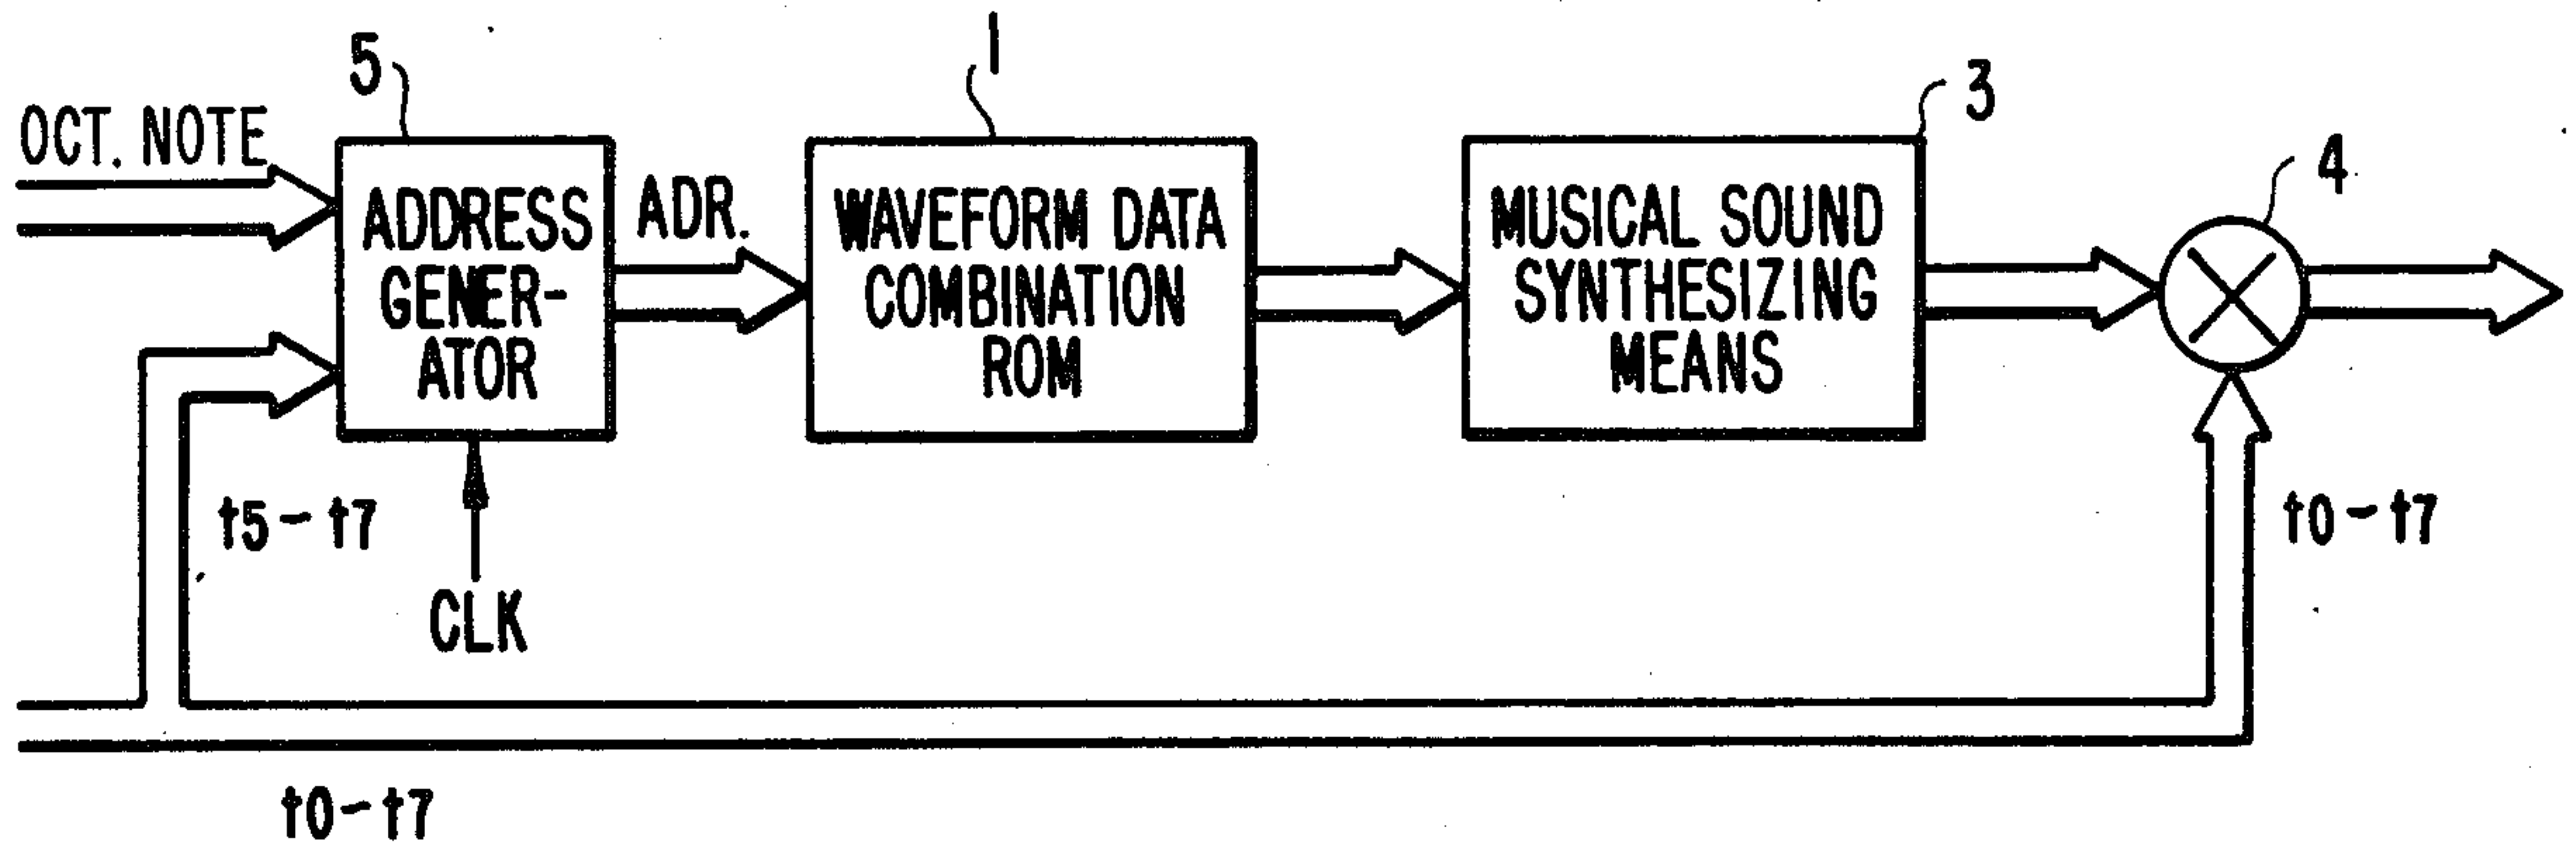 5
1
3
4
OCT. NOTE
ADDRESS
GENER-
ATOR
ADR.
WAVEFORM DATA
COMBINATION
ROM
MUSICAL SOUND
SYNTHESIZING
MEANS
t5-t7
CLK
t0-t7
t0-t7